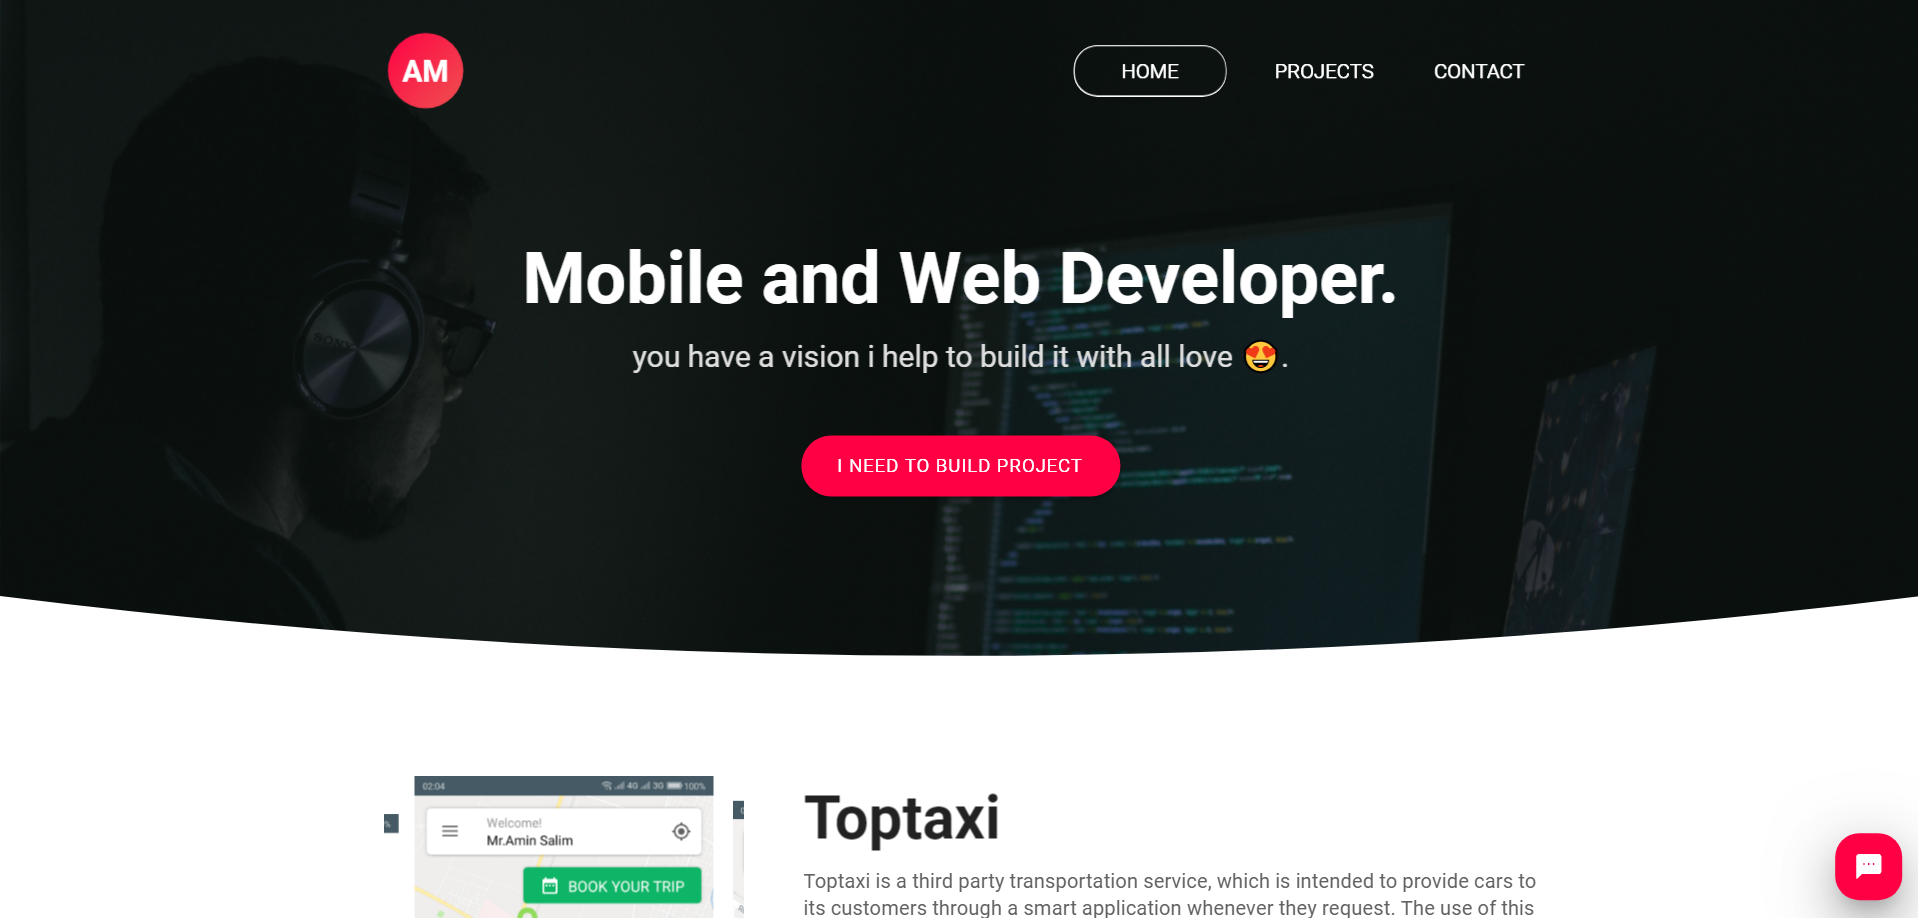 AM
HOME
PROJECTS
CONTACT
SONY
Mobile and Web Developer.
you have a vision i help to build it with all love 😍.
I NEED TO BUILD PROJECT
02:04
4G
3G
100%
Welcome!
Mr.Amin Salim
BOOK YOUR TRIP
Toptaxi
Toptaxi is a third party transportation service, which is intended to provide cars to
its customers through a smart application whenever they request. The use of this